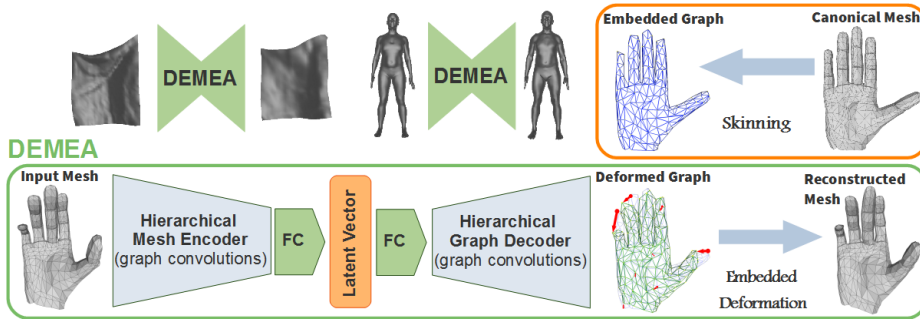 DEMEA
DEMEA
Embedded Graph
Canonical Mesh
Skinning
DEMEA
Input Mesh
Hierarchical
Mesh Encoder
(graph convolutions)
FC
Latent Vector
FC
Hierarchical
Graph Decoder
(graph convolutions)
Deformed Graph
Embedded
Deformation
Reconstructed
Mesh